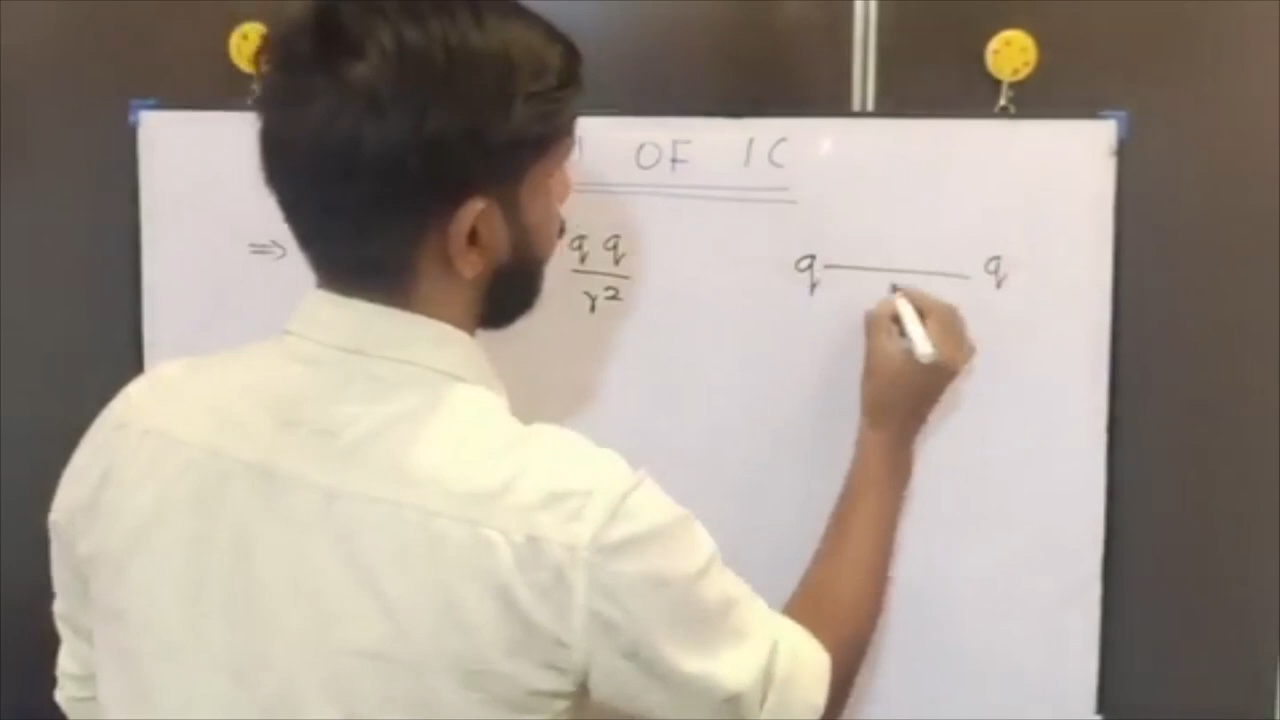 OF 1C
⇒ q q q q
r²